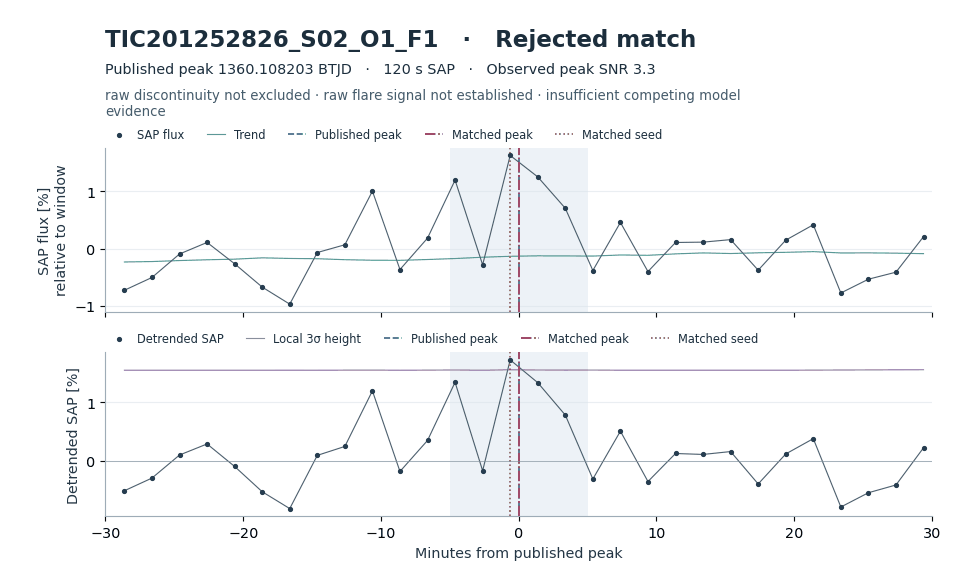 TIC201252826_S02_O1_F1 · Rejected match
Published peak 1360.108203 BTJD · 120 s SAP · Observed peak SNR 3.3
raw discontinuity not excluded · raw flare signal not established · insufficient competing model
evidence
SAP flux Trend Published peak Matched peak Matched seed
SAP flux [%]
relative to window
1
0
−1
Detrended SAP Local 3σ height Published peak Matched peak Matched seed
Detrended SAP [%]
1
0
−30 −20 −10 0 10 20 30
Minutes from published peak